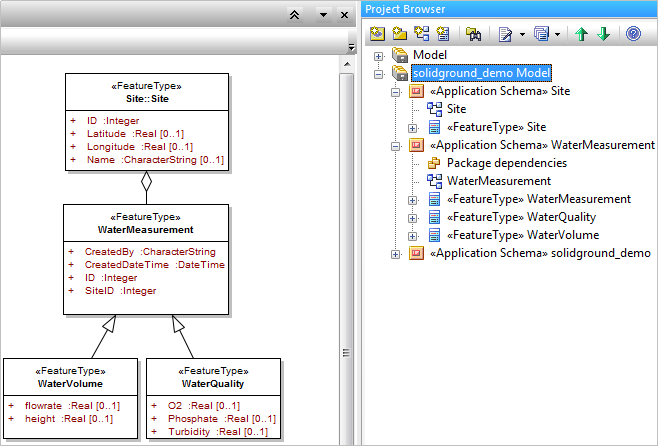 «FeatureType»
Site::Site
+ ID :Integer
+ Latitude :Real [0..1]
+ Longitude :Real [0..1]
+ Name :CharacterString [0..1]
«FeatureType»
WaterMeasurement
+ CreatedBy :CharacterString
+ CreatedDateTime :DateTime
+ ID :Integer
+ SiteID :Integer
«FeatureType»
WaterVolume
+ flowrate :Real [0..1]
+ height :Real [0..1]
«FeatureType»
WaterQuality
+ O2 :Real [0..1]
+ Phosphate :Real [0..1]
+ Turbidity :Real [0..1]
Project Browser
Model
solidground_demo Model
«Application Schema» Site
Site
«FeatureType» Site
«Application Schema» WaterMeasurement
Package dependencies
WaterMeasurement
«FeatureType» WaterMeasurement
«FeatureType» WaterQuality
«FeatureType» WaterVolume
«Application Schema» solidground_demo